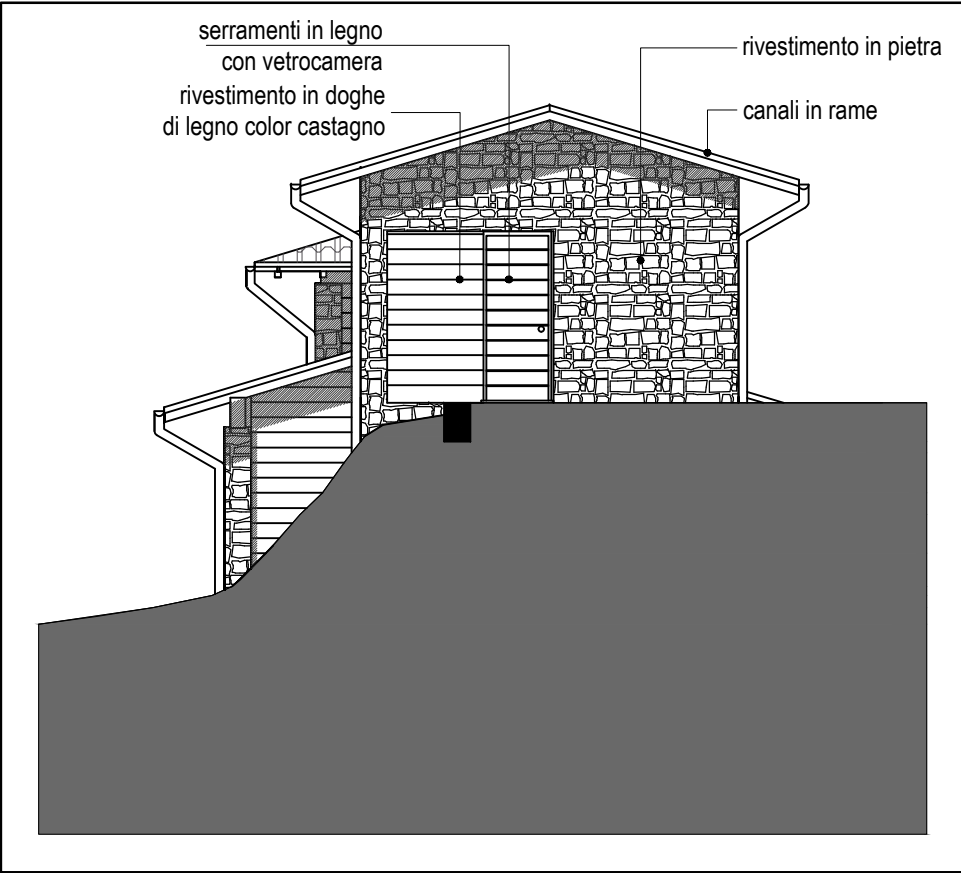 serramenti in legno
con vetrocamera
rivestimento in doghe
di legno color castagno
rivestimento in pietra
canali in rame